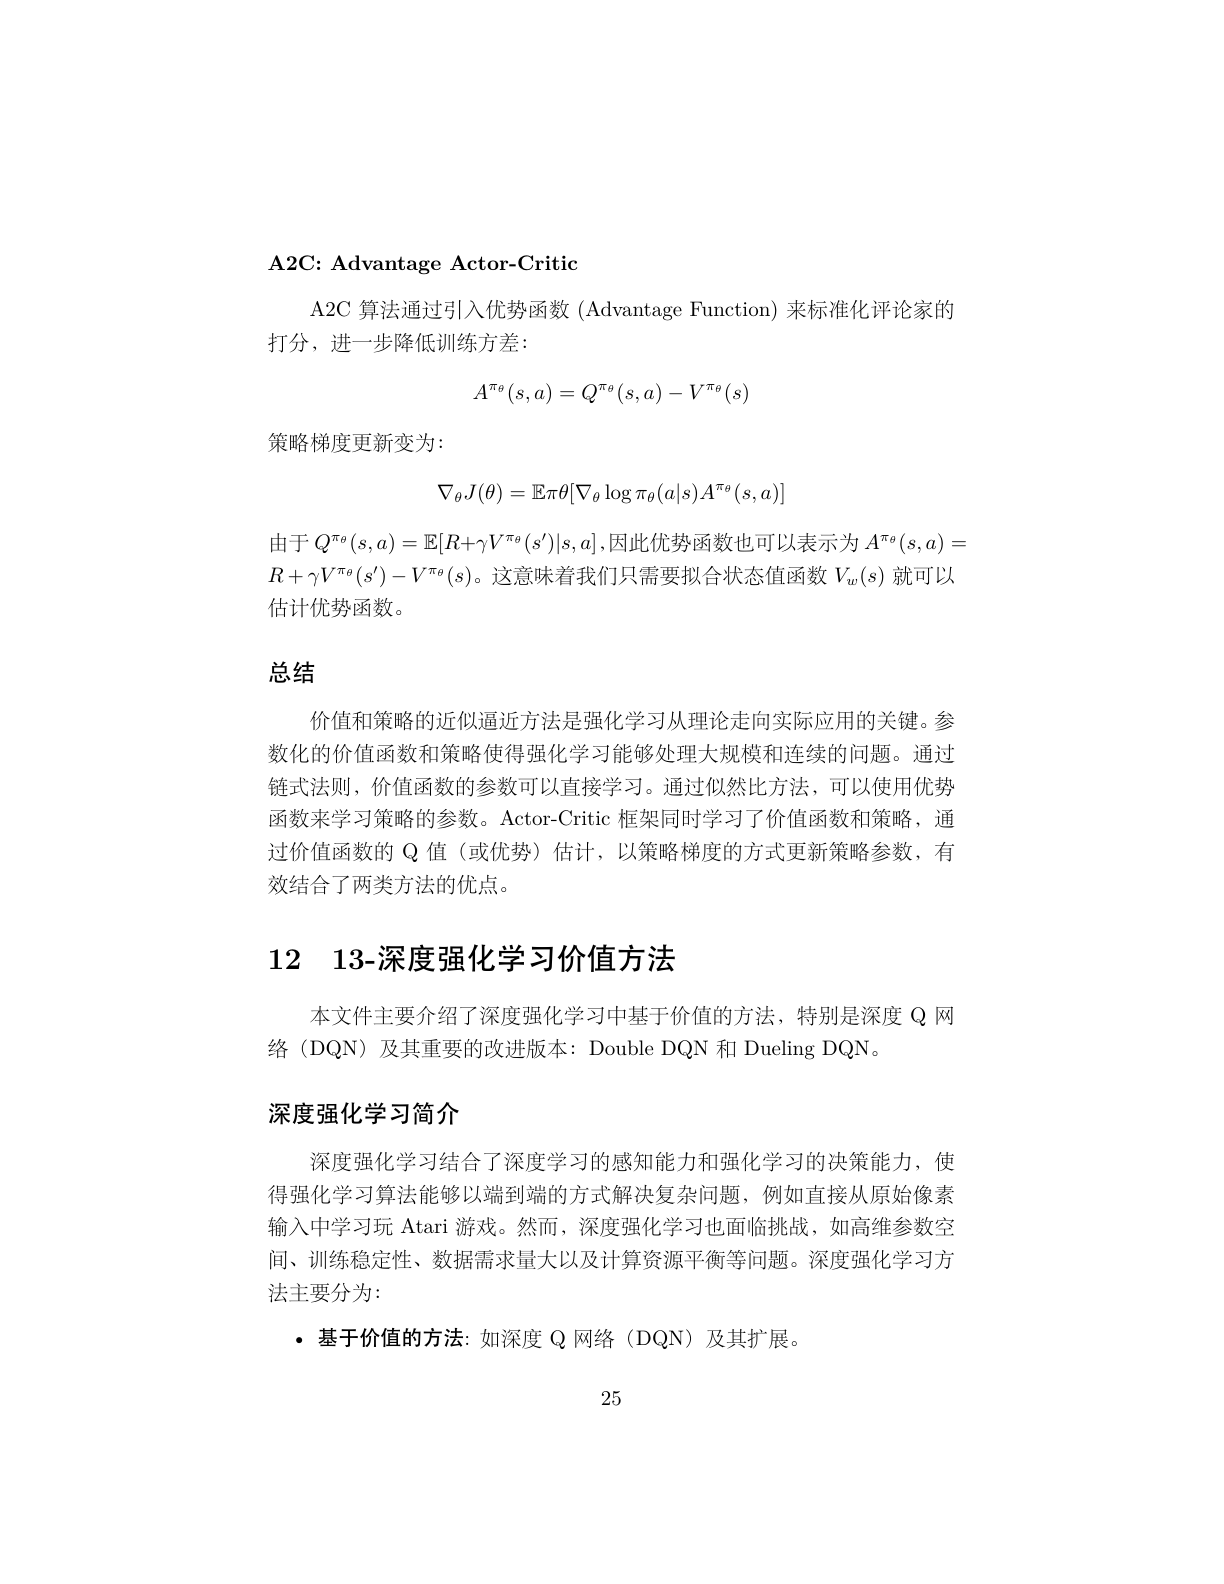 A2C: Advantage Actor-Critic
A2C 算法通过引入优势函数 (Advantage Function) 来标准化评论家的
打分，进一步降低训练方差：
$A^{\pi_\theta}(s, a) = Q^{\pi_\theta}(s, a) - V^{\pi_\theta}(s)$
策略梯度更新变为：
$\nabla_\theta J(\theta) = \mathbb{E}\pi\theta[\nabla_\theta \log \pi_\theta(a|s)A^{\pi_\theta}(s, a)]$
由于 $Q^{\pi_\theta}(s, a) = \mathbb{E}[R+\gamma V^{\pi_\theta}(s')|s, a]$，因此优势函数也可以表示为 $A^{\pi_\theta}(s, a) =$
$R + \gamma V^{\pi_\theta}(s') - V^{\pi_\theta}(s)$。这意味着我们只需要拟合状态值函数 $V_w(s)$ 就可以
估计优势函数。
总结
价值和策略的近似逼近方法是强化学习从理论走向实际应用的关键。参
数化的价值函数和策略使得强化学习能够处理大规模和连续的问题。通过
链式法则，价值函数的参数可以直接学习。通过似然比方法，可以使用优势
函数来学习策略的参数。Actor-Critic 框架同时学习了价值函数和策略，通
过价值函数的 Q 值（或优势）估计，以策略梯度的方式更新策略参数，有
效结合了两类方法的优点。
12 13-深度强化学习价值方法
本文件主要介绍了深度强化学习中基于价值的方法，特别是深度 Q 网
络（DQN）及其重要的改进版本：Double DQN 和 Dueling DQN。
深度强化学习简介
深度强化学习结合了深度学习的感知能力和强化学习的决策能力，使
得强化学习算法能够以端到端的方式解决复杂问题，例如直接从原始像素
输入中学习玩 Atari 游戏。然而，深度强化学习也面临挑战，如高维参数空
间、训练稳定性、数据需求量大以及计算资源平衡等问题。深度强化学习方
法主要分为：
• 基于价值的方法: 如深度 Q 网络（DQN）及其扩展。
25